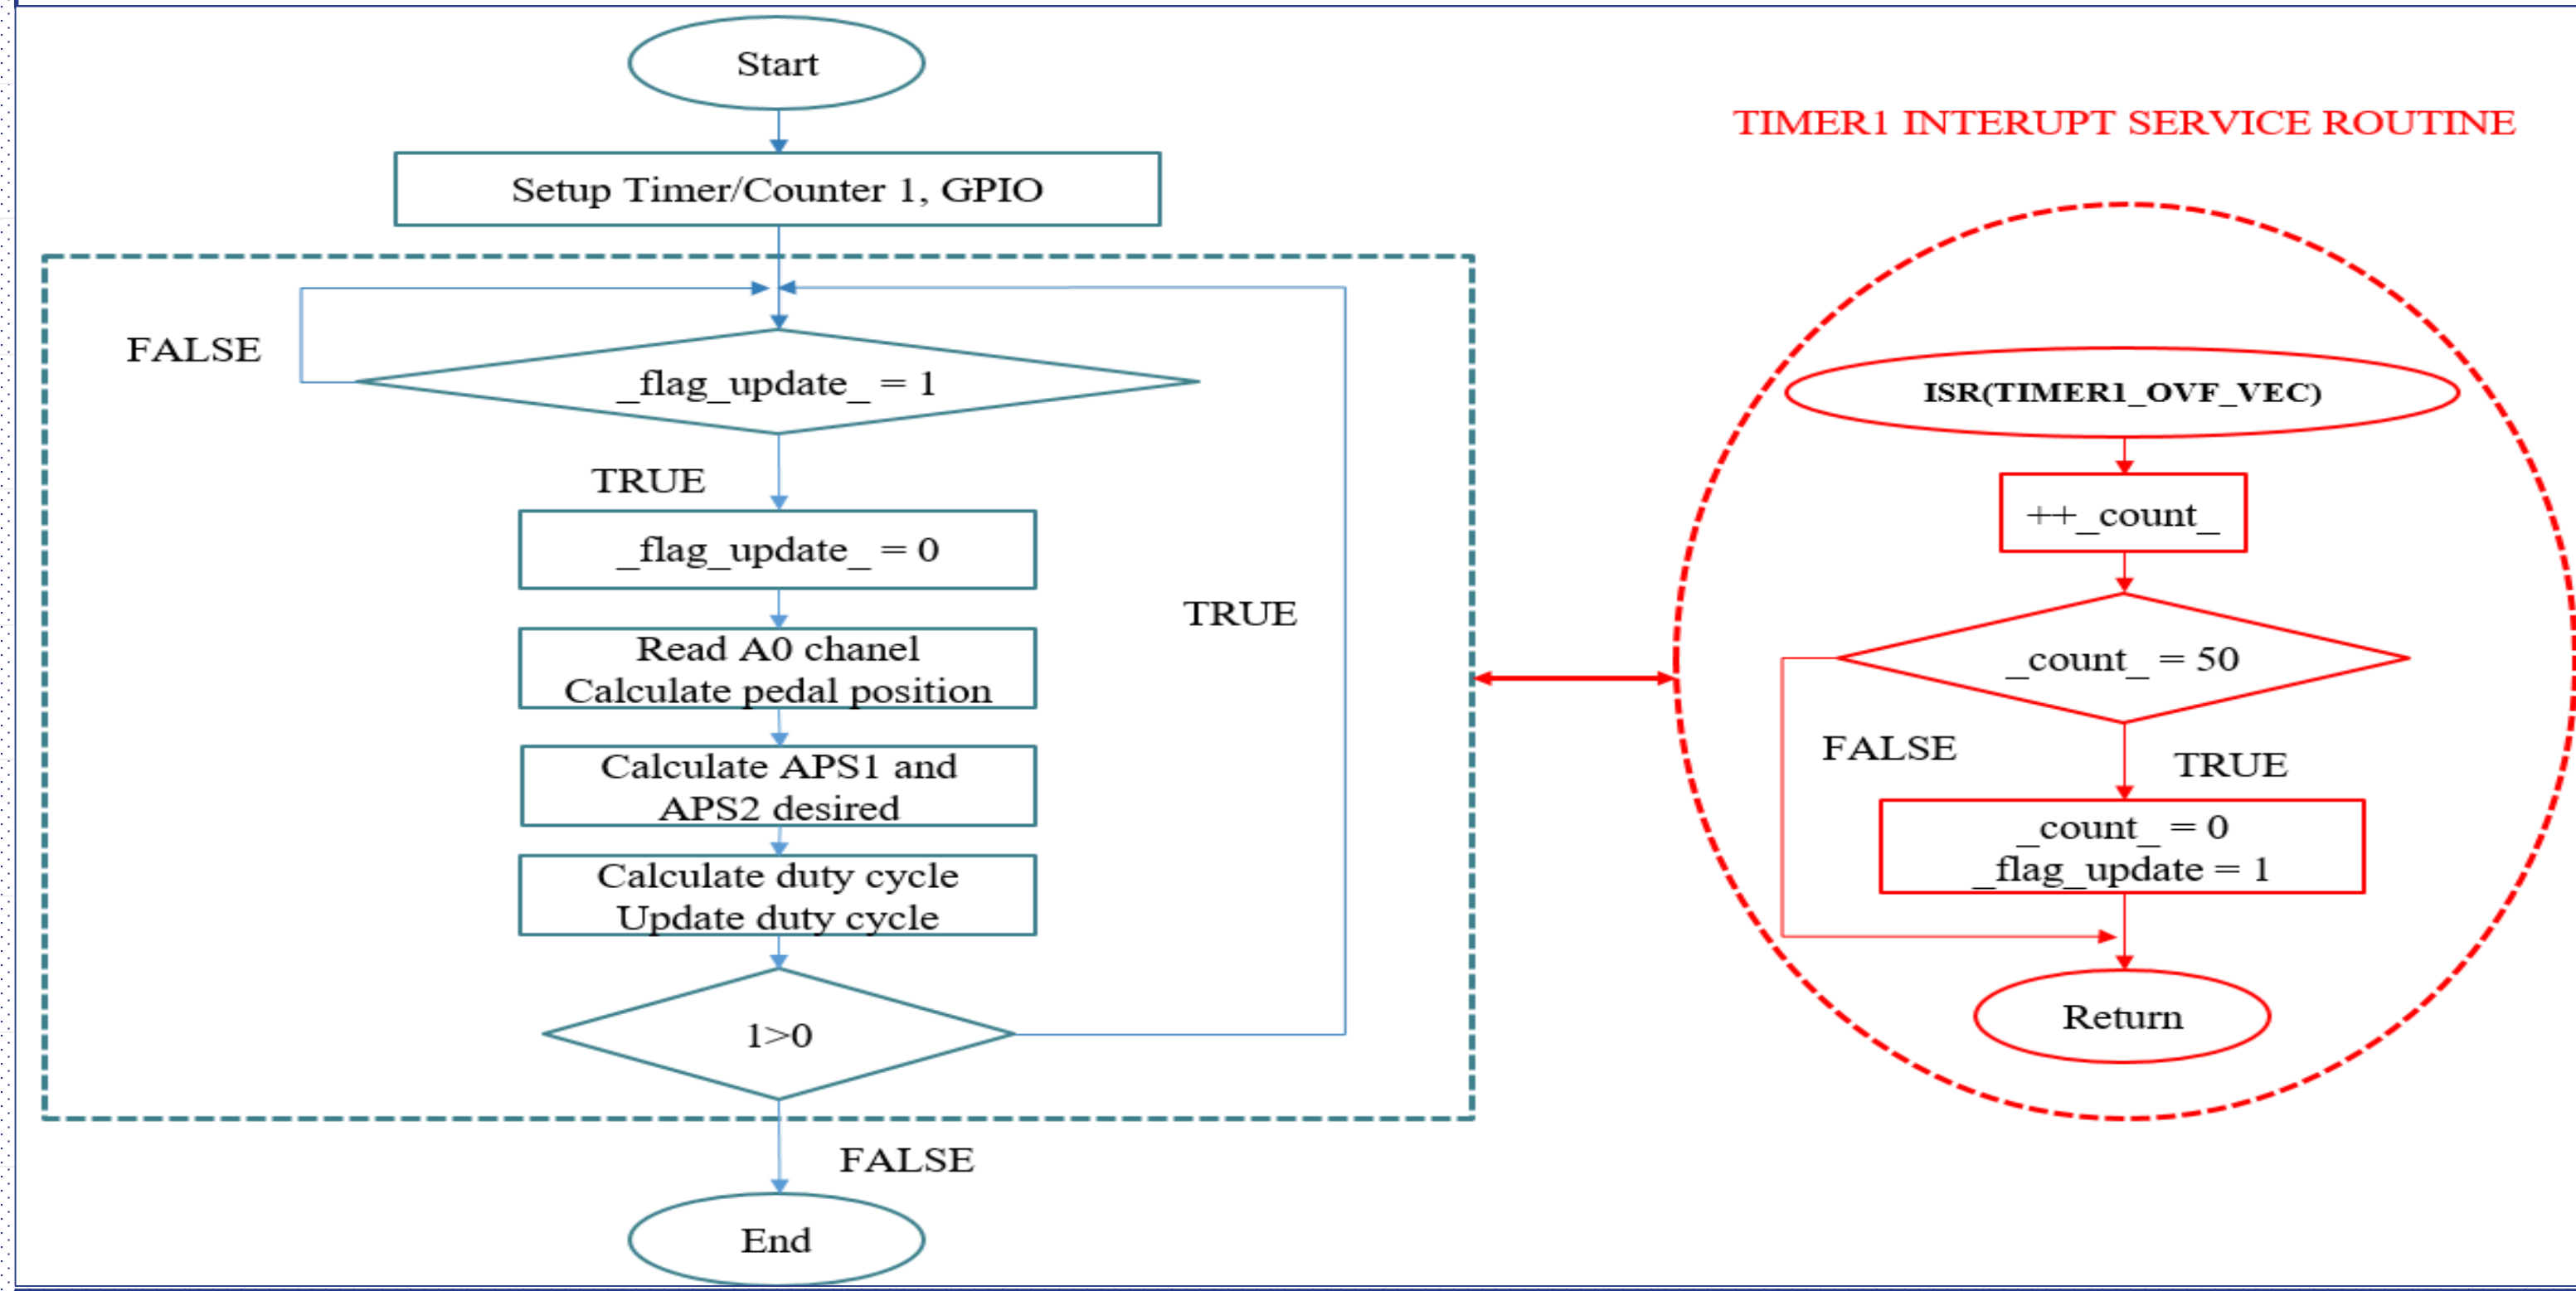 Start
Setup Timer/Counter 1, GPIO
FALSE
_flag_update_ = 1
TRUE
_flag_update_ = 0
Read A0 chanel
Calculate pedal position
TRUE
Calculate APS1 and
APS2 desired
Calculate duty cycle
Update duty cycle
1>0
FALSE
End
TIMER1 INTERUPT SERVICE ROUTINE
ISR(TIMER1_OVF_VEC)
++_count_
_count_ = 50
FALSE
TRUE
_count_ = 0
_flag_update = 1
Return